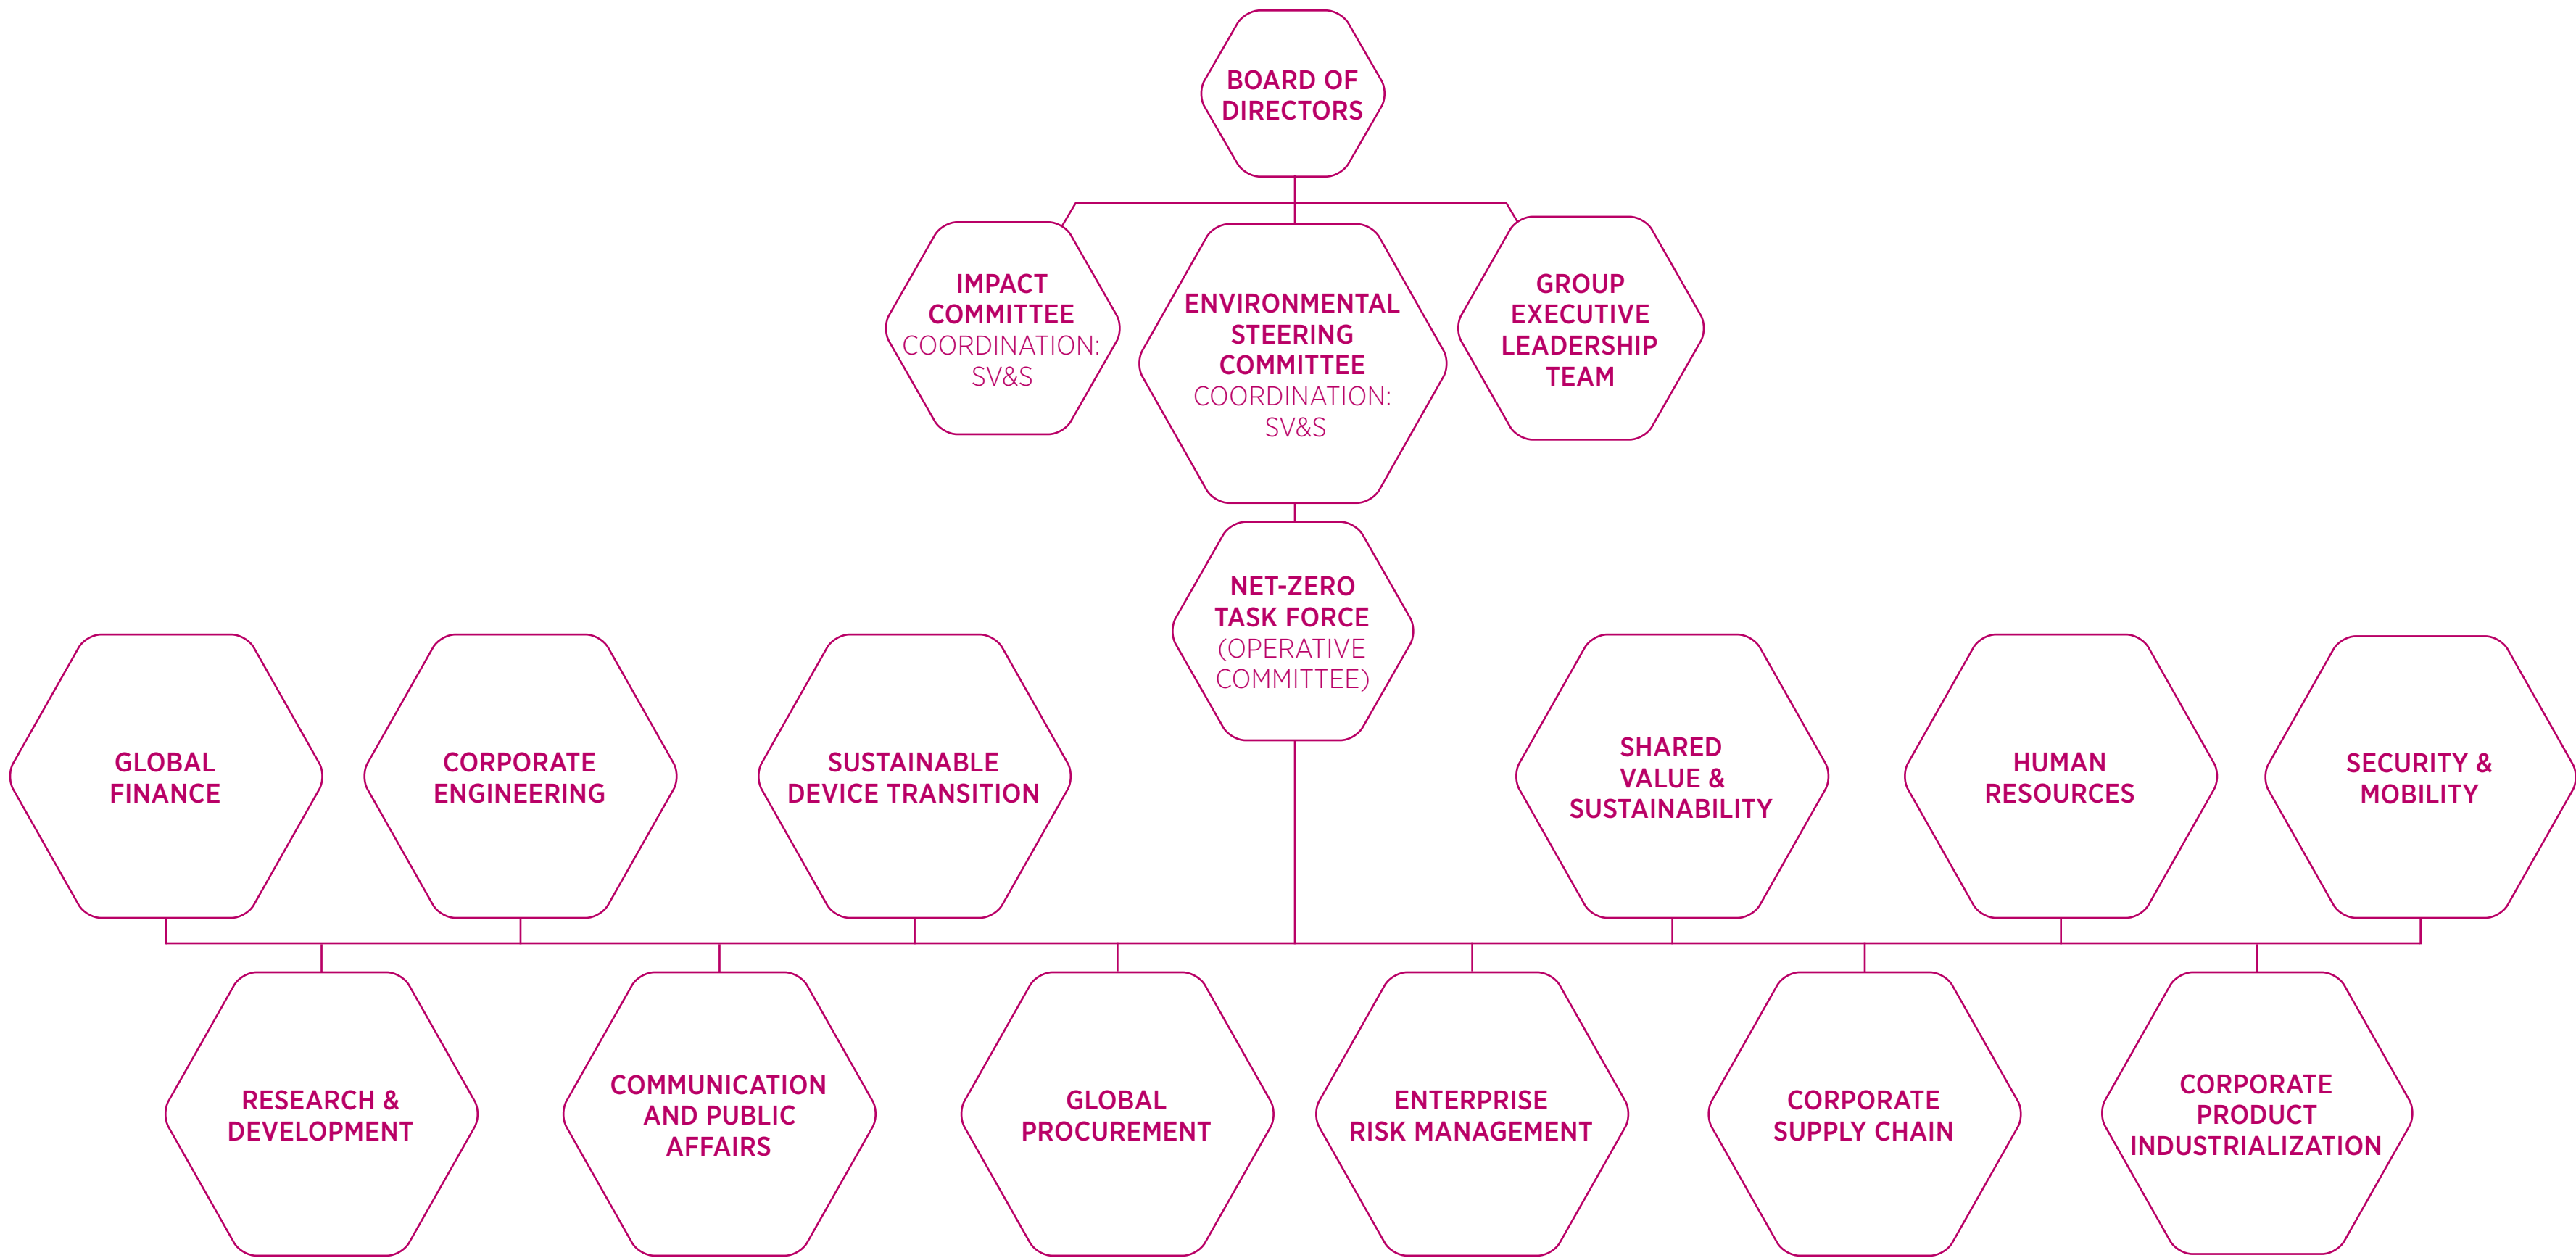 BOARD OF
DIRECTORS
IMPACT
COMMITTEE
COORDINATION:
SV&S
ENVIRONMENTAL
STEERING
COMMITTEE
COORDINATION:
SV&S
GROUP
EXECUTIVE
LEADERSHIP
TEAM
NET-ZERO
TASK FORCE
(OPERATIVE
COMMITTEE)
GLOBAL
FINANCE
CORPORATE
ENGINEERING
SUSTAINABLE
DEVICE TRANSITION
SHARED
VALUE &
SUSTAINABILITY
HUMAN
RESOURCES
SECURITY &
MOBILITY
RESEARCH &
DEVELOPMENT
COMMUNICATION
AND PUBLIC
AFFAIRS
GLOBAL
PROCUREMENT
ENTERPRISE
RISK MANAGEMENT
CORPORATE
SUPPLY CHAIN
CORPORATE
PRODUCT
INDUSTRIALIZATION